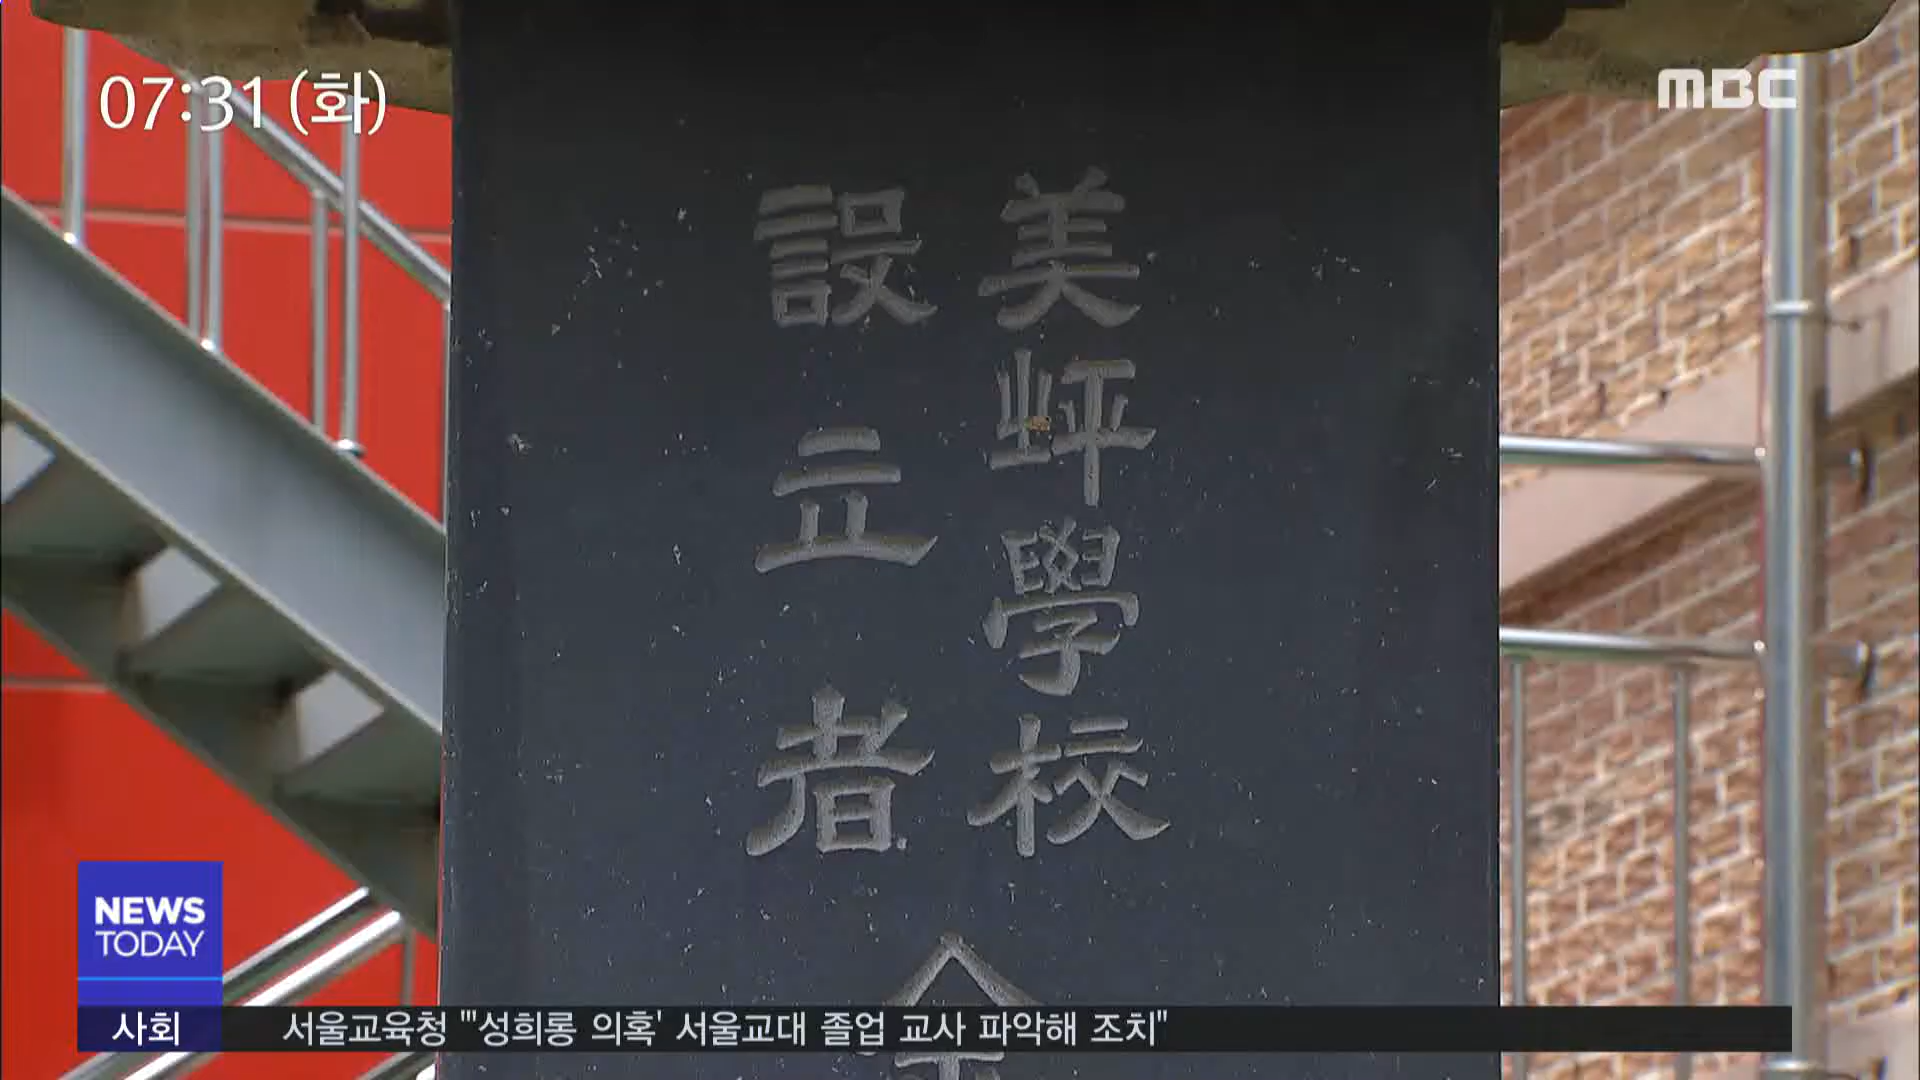 07:31 (화)
MBC
美坪學校
設立者
NEWS
TODAY
사회
서울교육청 "'성희롱 의혹' 서울교대 졸업 교사 파악해 조치"